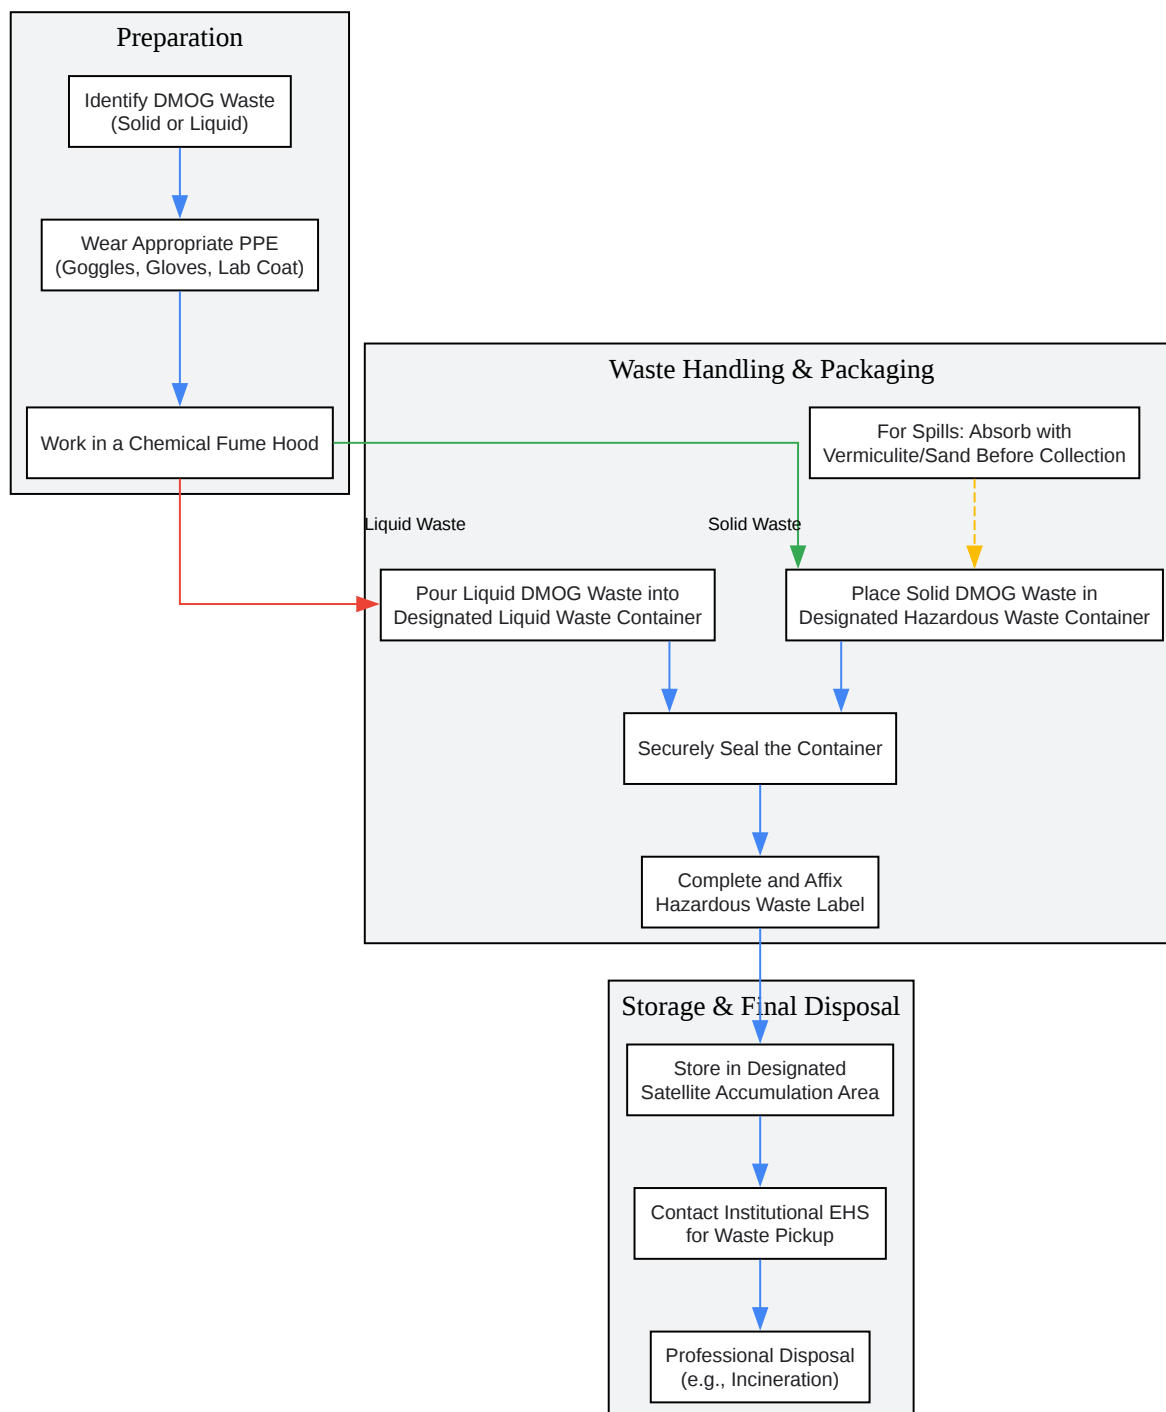 Preparation
Identify DMOG Waste
(Solid or Liquid)
Wear Appropriate PPE
(Goggles, Gloves, Lab Coat)
Work in a Chemical Fume Hood
Waste Handling & Packaging
For Spills: Absorb with
Vermiculite/Sand Before Collection
Liquid Waste
Solid Waste
Pour Liquid DMOG Waste into
Designated Liquid Waste Container
Place Solid DMOG Waste in
Designated Hazardous Waste Container
Securely Seal the Container
Complete and Affix
Hazardous Waste Label
Storage & Final Disposal
Store in Designated
Satellite Accumulation Area
Contact Institutional EHS
for Waste Pickup
Professional Disposal
(e.g., Incineration)